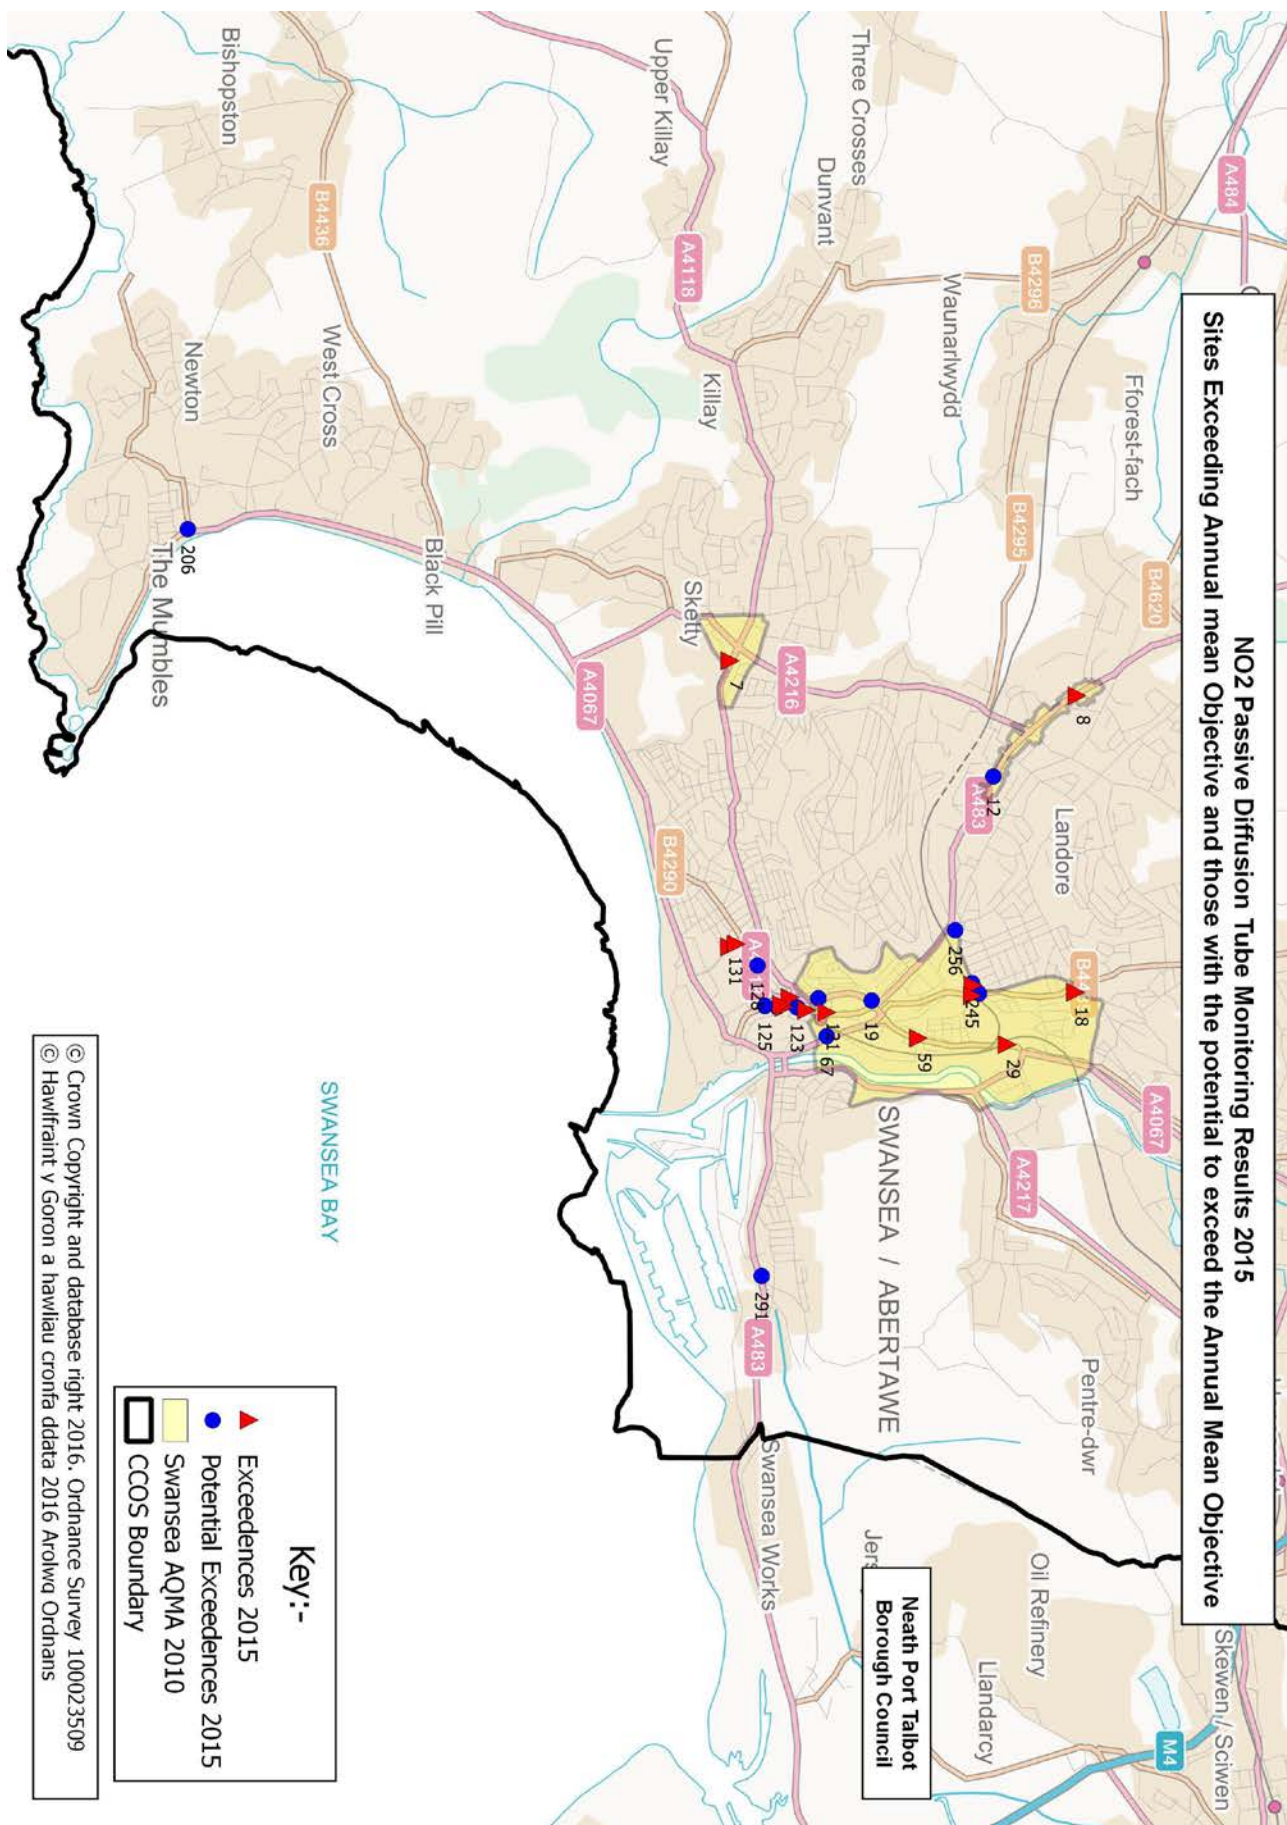 NO2 Passive Diffusion Tube Monitoring Results 2015
Sites Exceeding Annual mean Objective and those with the potential to exceed the Annual Mean Objective
A484
B4620
A4067
Skewen / Sciwen
M4
Three Crosses
Dunvant
B4296
Waunarlwydd
Fforest-fach
B4295
8
12
A483
Landore
18
Pentre-dwr
Oil Refinery
Llandarcy
A4217
256
245
29
59
19
SWANSEA / ABERTAWE
Neath Port Talbot
Borough Council
Upper Killay
A4118
Killay
Sketty
7
A4216
131
128
125
123
121
67
291
A483
Swansea Works
Bishopston
B4436
West Cross
Newton
Black Pill
A4067
B4290
206
The Mumbles
SWANSEA BAY
Key:-
Exceedences 2015
Potential Exceedences 2015
Swansea AQMA 2010
CCOS Boundary
© Crown Copyright and database right 2016. Ordnance Survey 100023509
© Hawlfraint y Goron a hawliau cronfa ddata 2016 Arolwg Ordnans